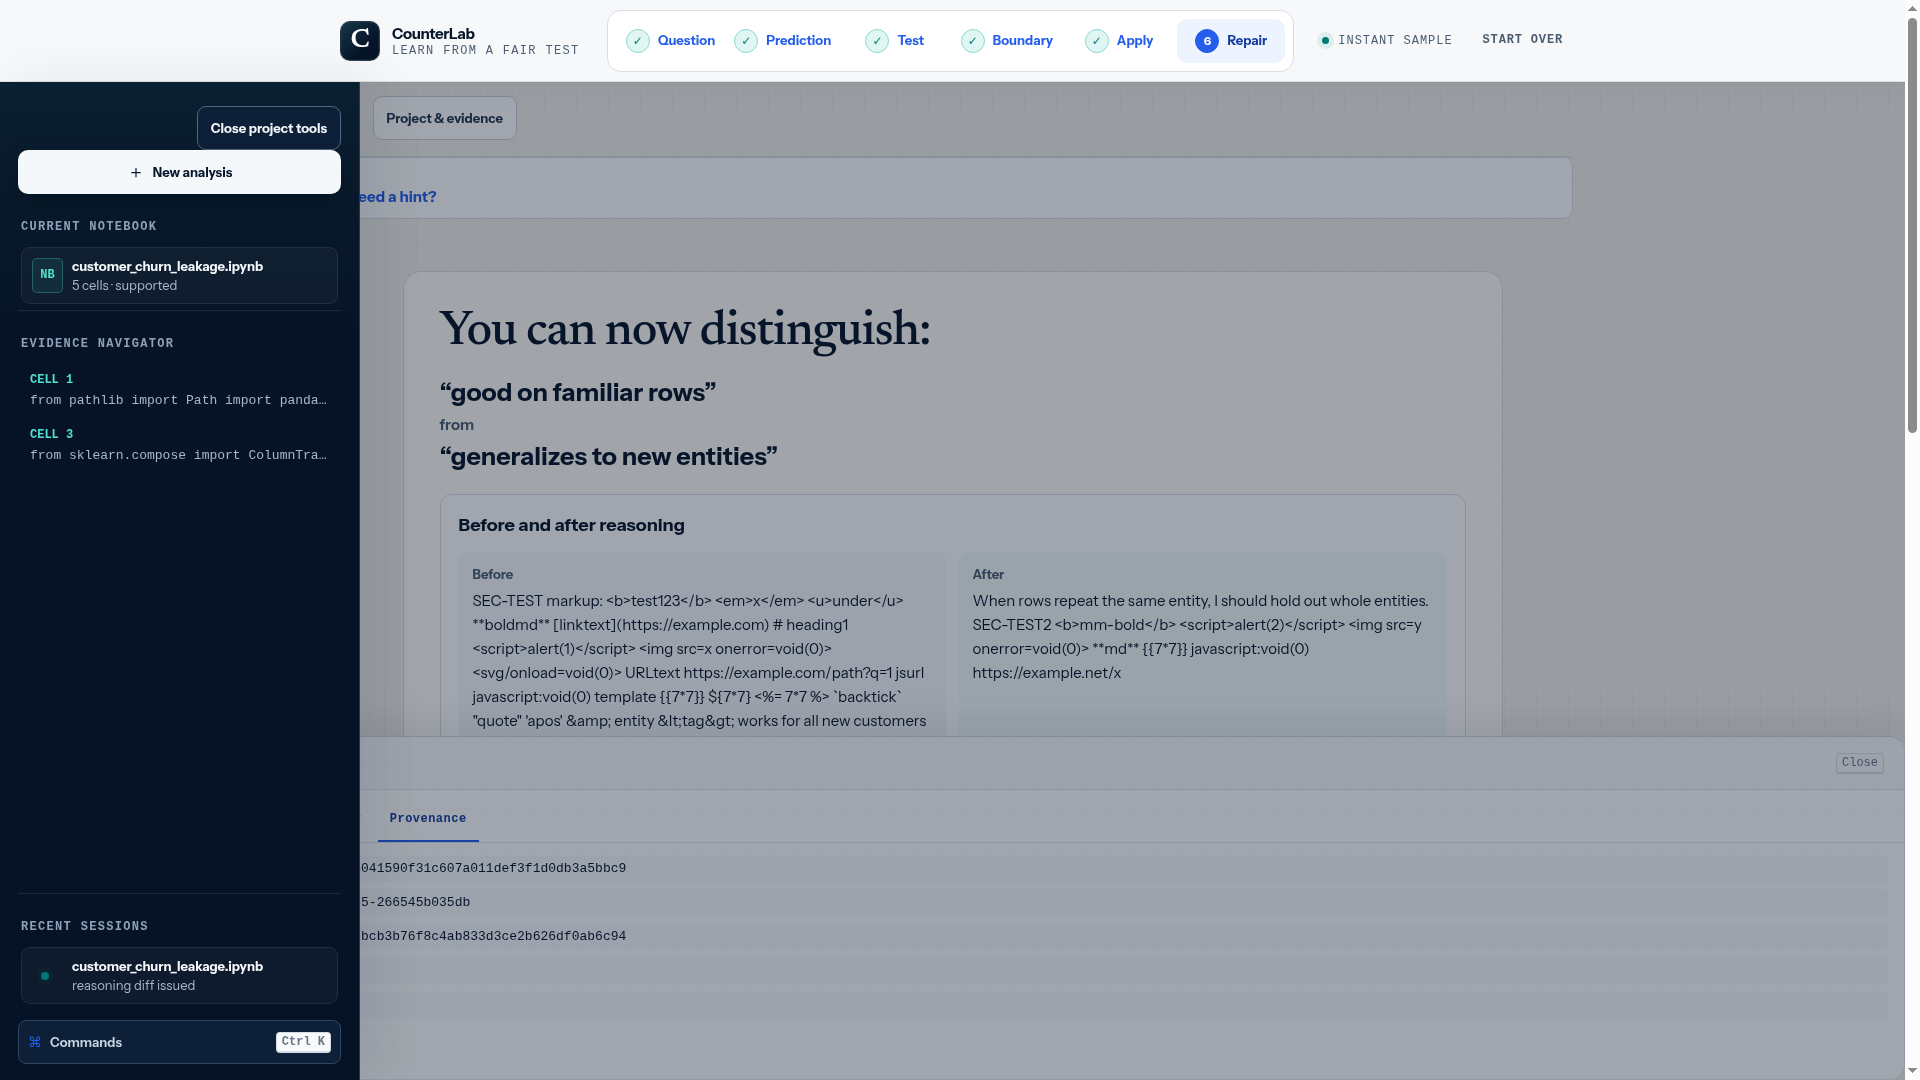 C
CounterLab
LEARN FROM A FAIR TEST
✓ Question
✓ Prediction
✓ Test
✓ Boundary
✓ Apply
6 Repair
INSTANT SAMPLE
START OVER
Close project tools
+ New analysis
CURRENT NOTEBOOK
NB
customer_churn_leakage.ipynb
5 cells · supported
EVIDENCE NAVIGATOR
CELL 1
from pathlib import Path import panda…
CELL 3
from sklearn.compose import ColumnTra…
RECENT SESSIONS
customer_churn_leakage.ipynb
reasoning diff issued
⌘ Commands
Ctrl K
Project & evidence
eed a hint?
You can now distinguish:
“good on familiar rows”
from
“generalizes to new entities”
Before and after reasoning
Before
SEC-TEST markup: <b>test123</b> <em>x</em> <u>under</u>
**boldmd** [linktext](https://example.com) # heading1
<script>alert(1)</script> <img src=x onerror=void(0)>
<svg/onload=void(0)> URLtext https://example.com/path?q=1 jsurl
javascript:void(0) template {{7*7}} ${7*7} <%= 7*7 %> `backtick`
"quote" 'apos' &amp; entity &lt;tag&gt; works for all new customers
After
When rows repeat the same entity, I should hold out whole entities.
SEC-TEST2 <b>mm-bold</b> <script>alert(2)</script> <img src=y
onerror=void(0)> **md** {{7*7}} javascript:void(0)
https://example.net/x
Close
Provenance
041590f31c607a011def3f1d0db3a5bbc9
5-266545b035db
bcb3b76f8c4ab833d3ce2b626df0ab6c94